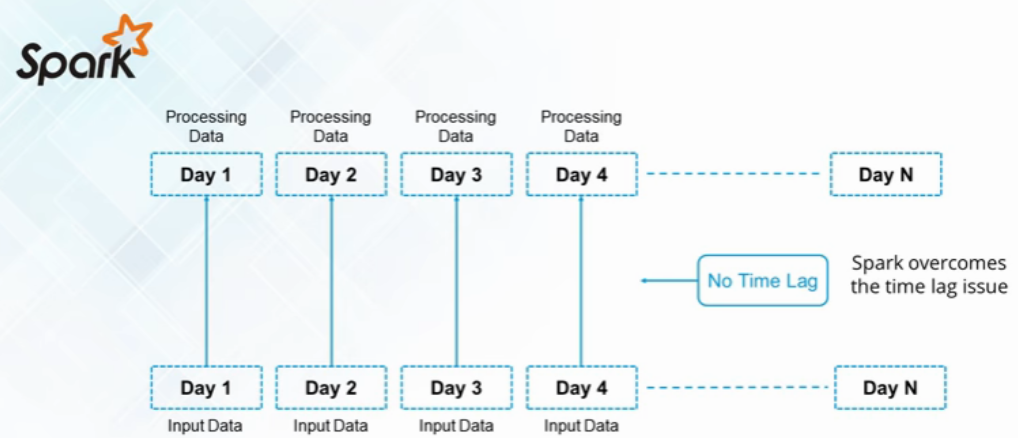 Spark
Processing Data
Processing Data
Processing Data
Processing Data
Day 1
Day 2
Day 3
Day 4
Day N
No Time Lag
Spark overcomes
the time lag issue
Day 1
Day 2
Day 3
Day 4
Day N
Input Data
Input Data
Input Data
Input Data